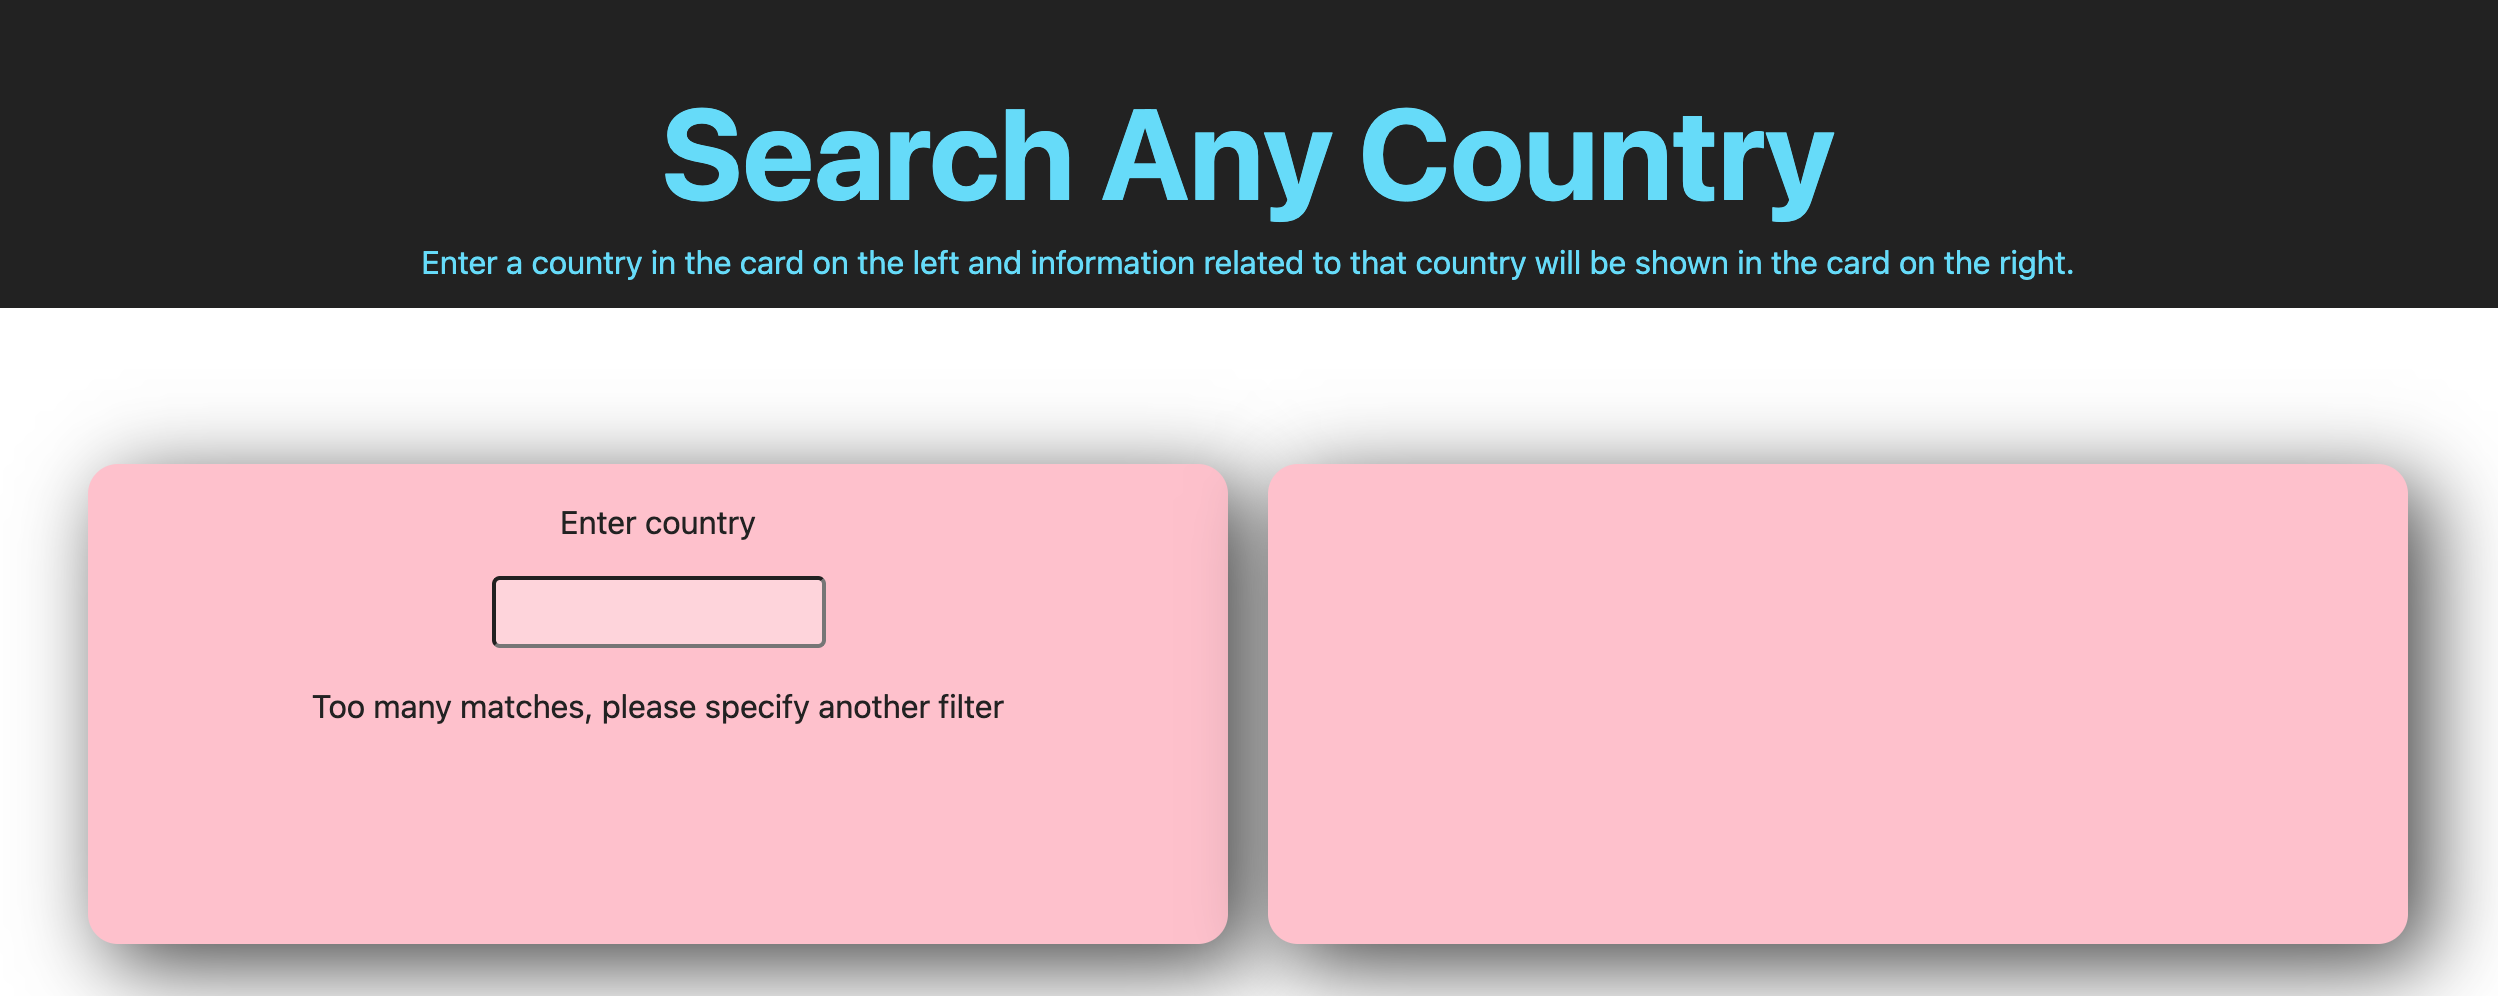 Search Any Country
Enter a country in the card on the left and information related to that country will be shown in the card on the right.
Enter country
Too many matches, please specify another filter